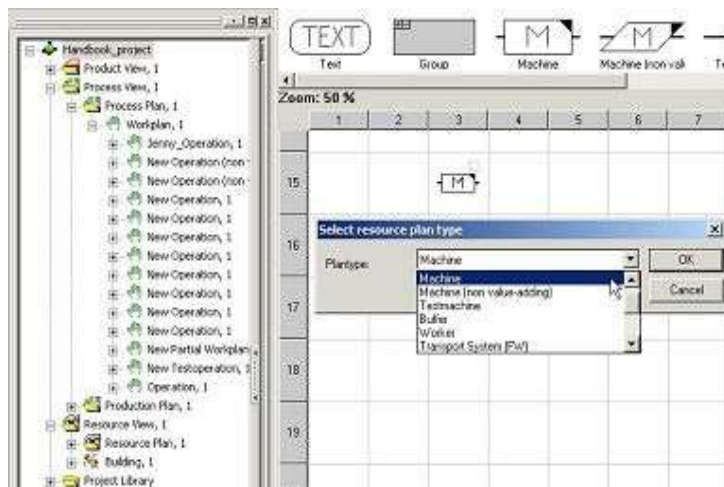 Handbook_project
Product View, 1
Process View, 1
Process Plan, 1
Workplan, 1
Jenny_Operation, 1
New Operation (non
New Operation (non
New Operation, 1
New Operation, 1
New Operation, 1
New Operation, 1
New Operation, 1
New Operation, 1
New Operation, 1
New Operation, 1
New Partial Workplan
New Testoperation, 1
Operation, 1
Production Plan, 1
Resource View, 1
Resource Plan, 1
Building, 1
Project Library
TEXT M M
Text Group Machine Machine (non val
Zoom: 50 %
1 2 3 4 5 6 7
15
M
Select resource plan type
16
Plantype: Machine OK
Machine
Machine (non value-adding)
Cancel
Testmachine
17
Buffer
Worker
Transport System (FW)
18
19